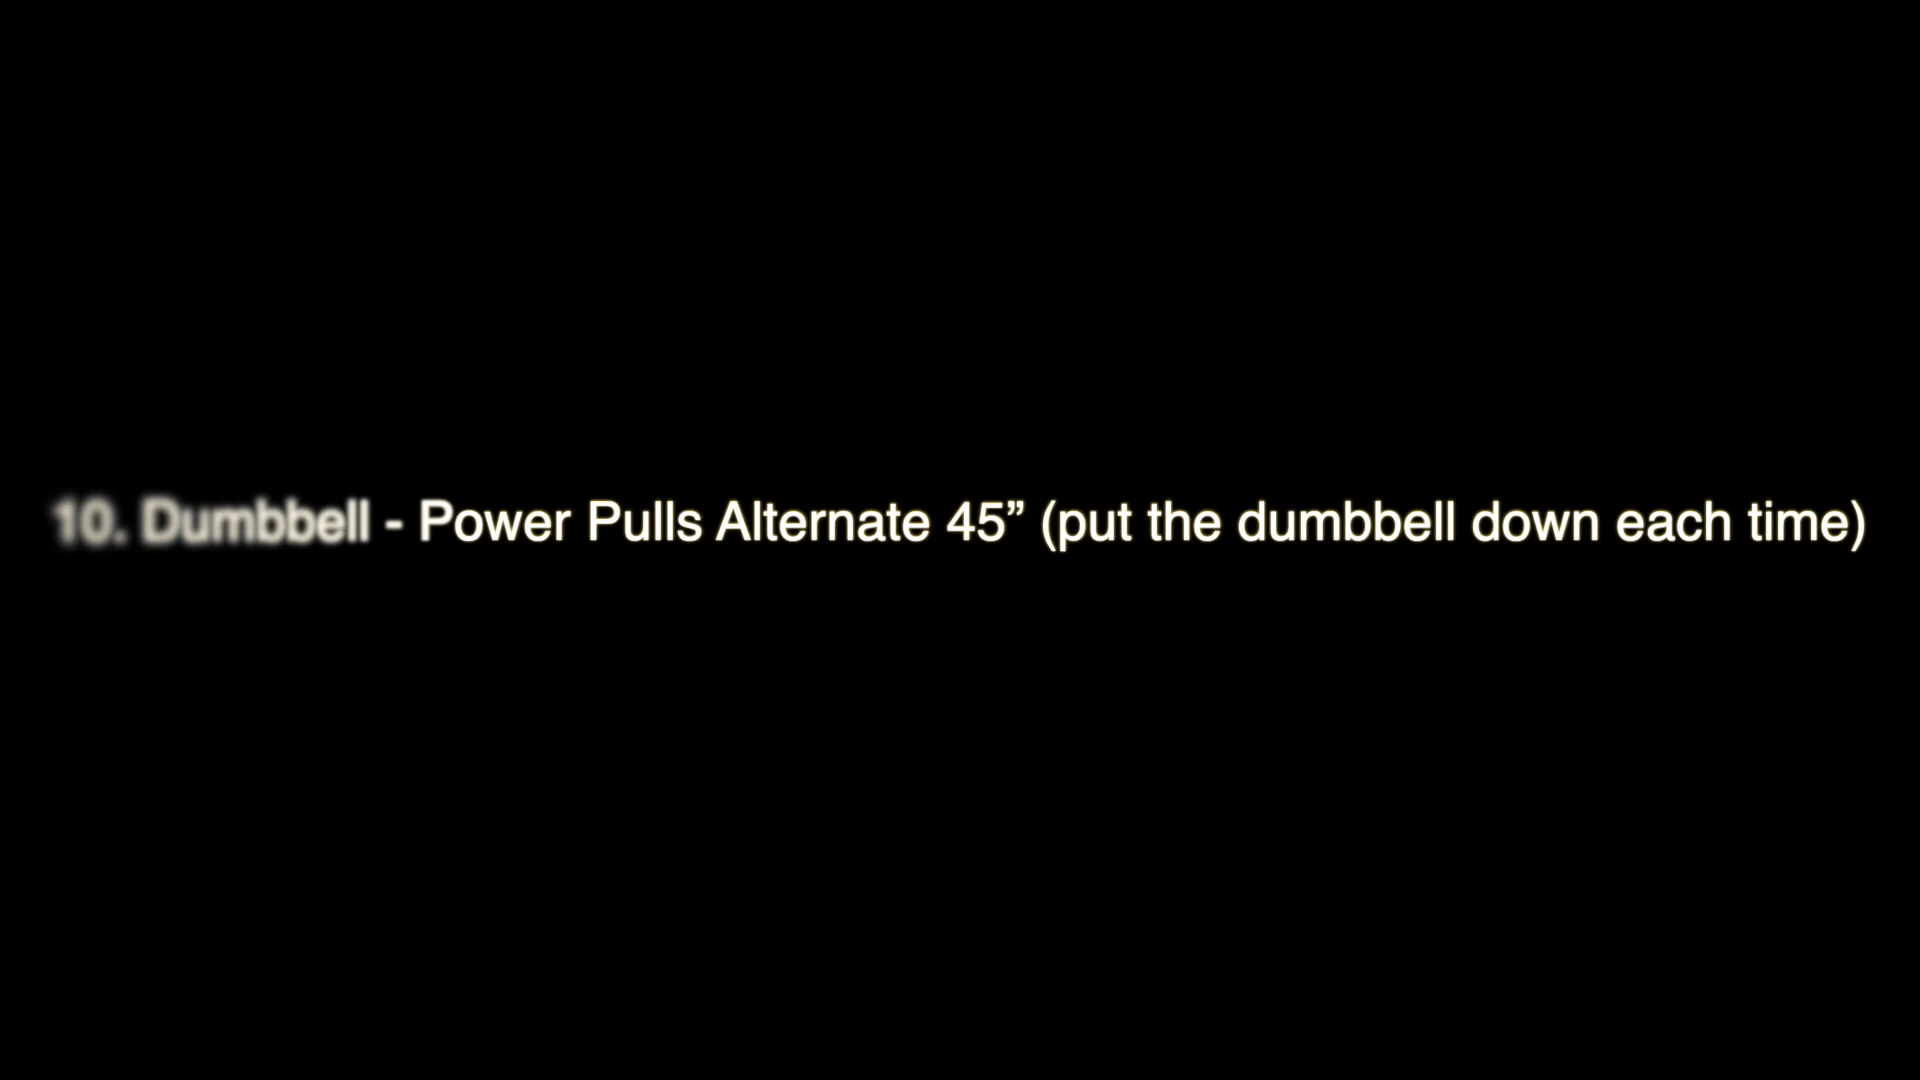 10. Dumbbell - Power Pulls Alternate 45” (put the dumbbell down each time)